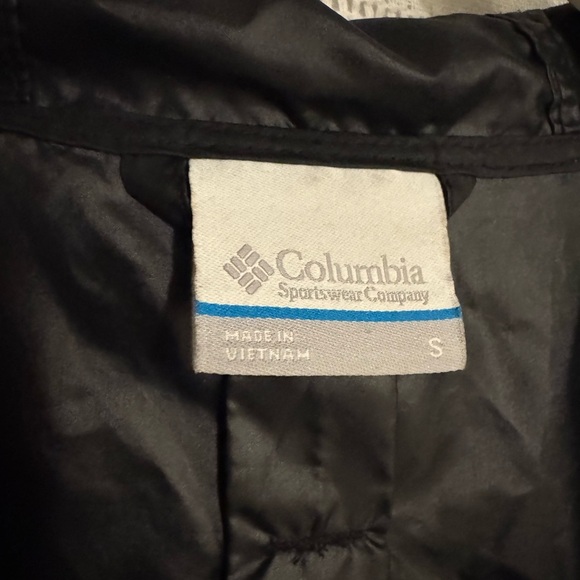 Columbia
Sportswear Company
MADE IN
VIETNAM
S